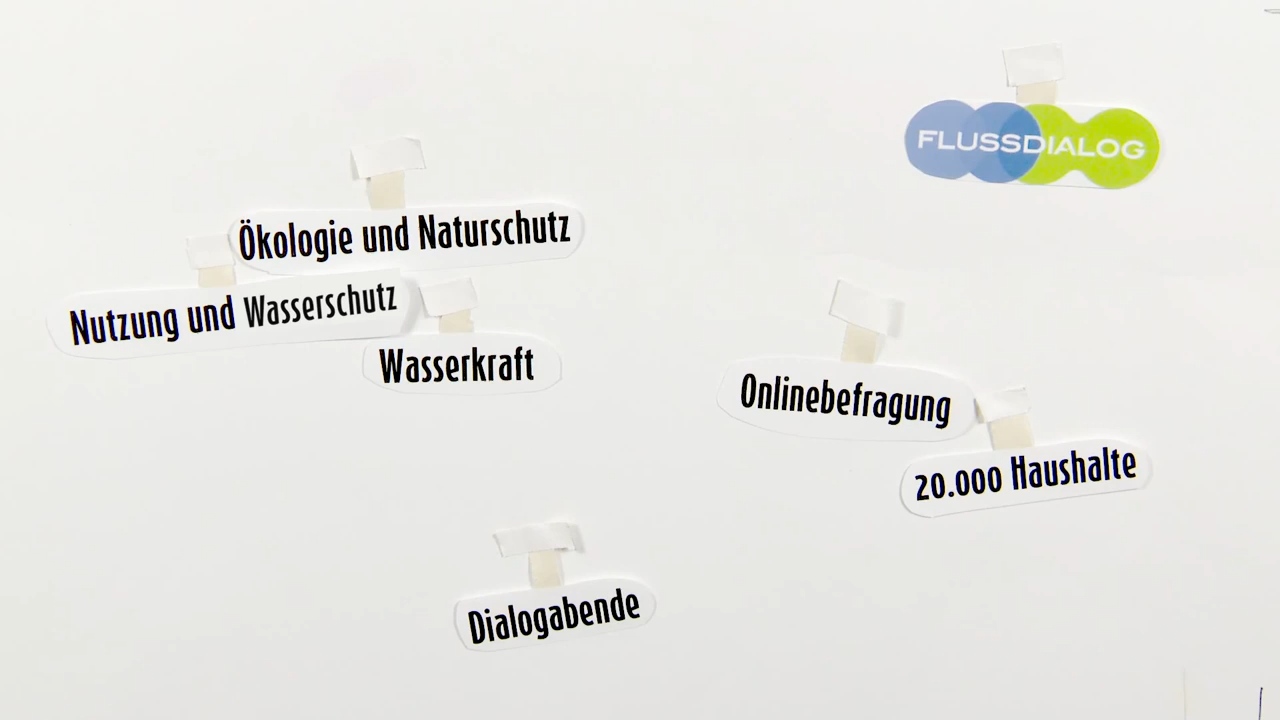 FLUSSDIALOG
Ökologie und Naturschutz
Nutzung und Wasserschutz
Wasserkraft
Onlinebefragung
20.000 Haushalte
Dialogabende